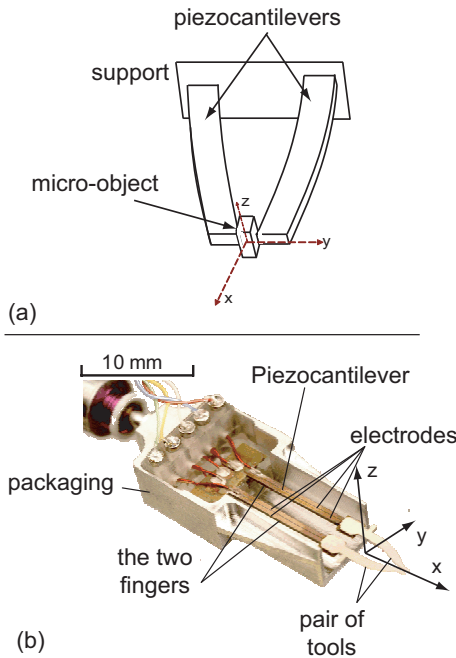 piezocantilevers
support
micro-object
z
y
x
(a)
10 mm
Piezocantilever
electrodes
packaging
z
y
x
the two
fingers
pair of
tools
(b)